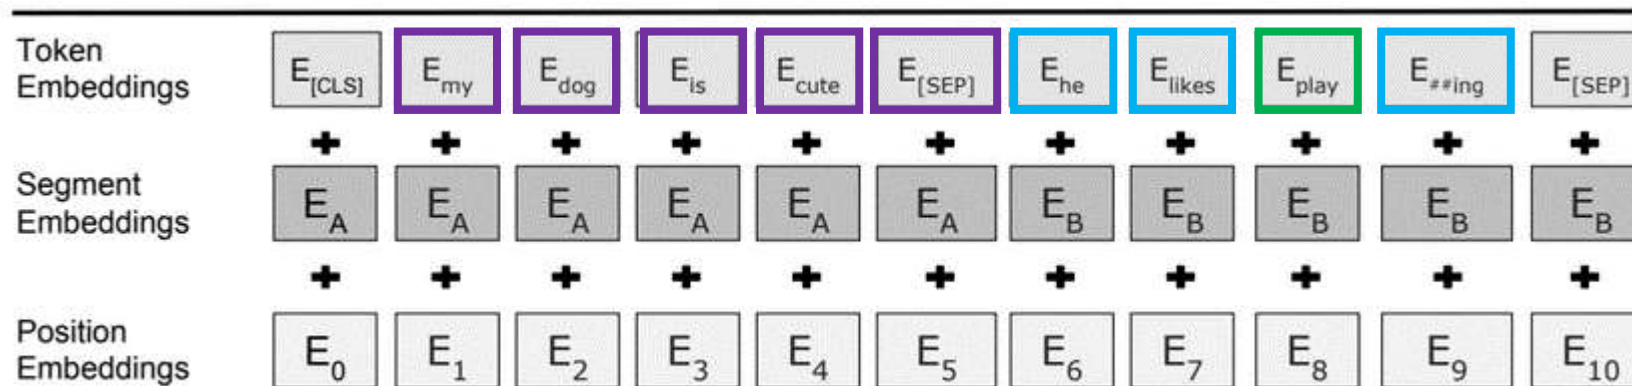 Token Embeddings E[CLS] Emy Edog Eis Ecute E[SEP] Ehe Elikes Eplay E##ing E[SEP]
+ + + + + + + + + + +
Segment Embeddings EA EA EA EA EA EA EB EB EB EB EB
+ + + + + + + + + + +
Position Embeddings E0 E1 E2 E3 E4 E5 E6 E7 E8 E9 E10